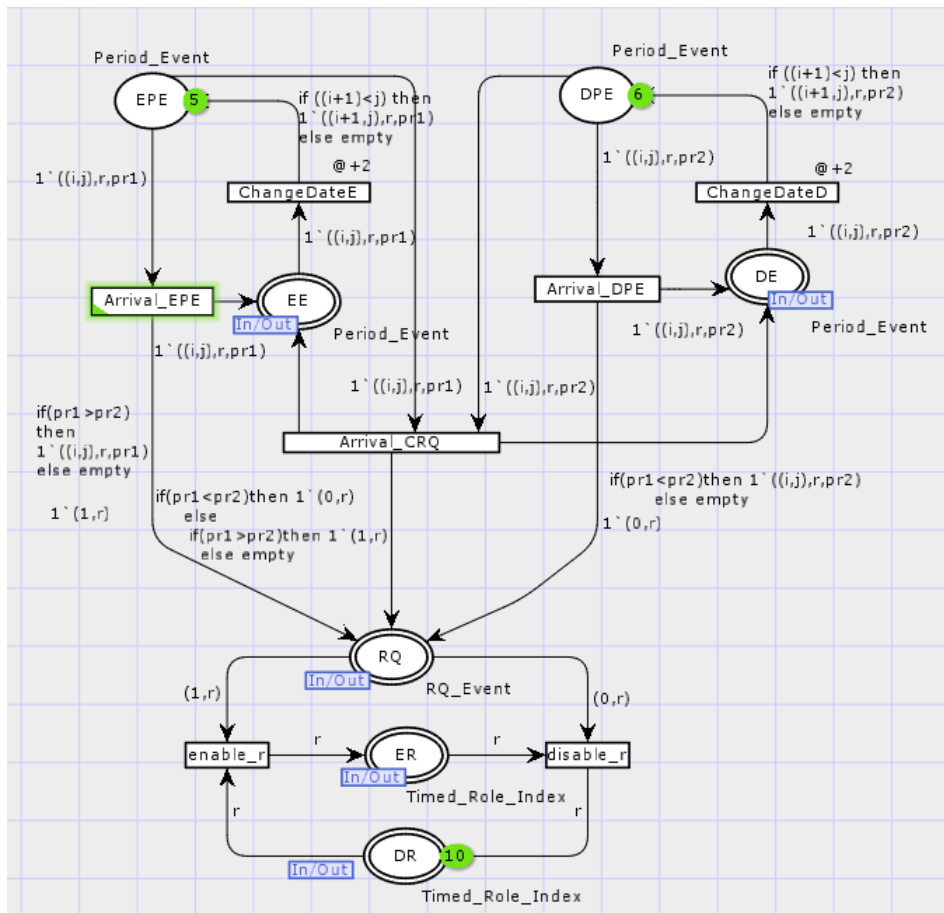 Period_Event
EPE
5
if ((i+1)<j) then
1`((i+1,j),r,pr1)
else empty
@+2
ChangeDateE
1`((i,j),r,pr1)
1`((i,j),r,pr1)
Arrival_EPE
EE
In/Out
Period_Event
1`((i,j),r,pr1)
Period_Event
DPE
6
if ((i+1)<j) then
1`((i+1,j),r,pr2)
else empty
@+2
ChangeDateD
1`((i,j),r,pr2)
1`((i,j),r,pr2)
Arrival_DPE
DE
In/Out
Period_Event
1`((i,j),r,pr2)
1`((i,j),r,pr1)
1`((i,j),r,pr2)
Arrival_CRQ
if(pr1>pr2)
then
1`((i,j),r,pr1)
else empty
1`(1,r)
if(pr1<pr2)then 1`(0,r)
else
if(pr1>pr2)then 1`(1,r)
else empty
if(pr1<pr2)then 1`((i,j),r,pr2)
else empty
1`(0,r)
RQ
In/Out
RQ_Event
(1,r)
(0,r)
enable_r
r
ER
r
disable_r
In/Out
Timed_Role_Index
r
r
DR
10
In/Out
Timed_Role_Index